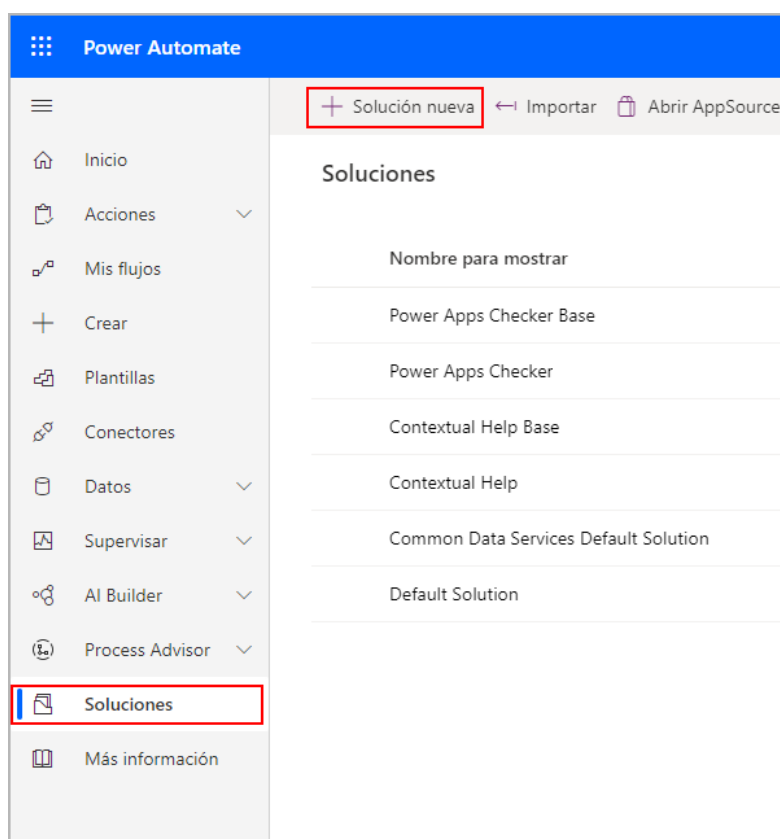 Power Automate
Solución nueva Importar Abrir AppSource
Inicio
Acciones
Mis flujos
Crear
Plantillas
Conectores
Datos
Supervisar
AI Builder
Process Advisor
Soluciones
Más información
Soluciones
Nombre para mostrar
Power Apps Checker Base
Power Apps Checker
Contextual Help Base
Contextual Help
Common Data Services Default Solution
Default Solution